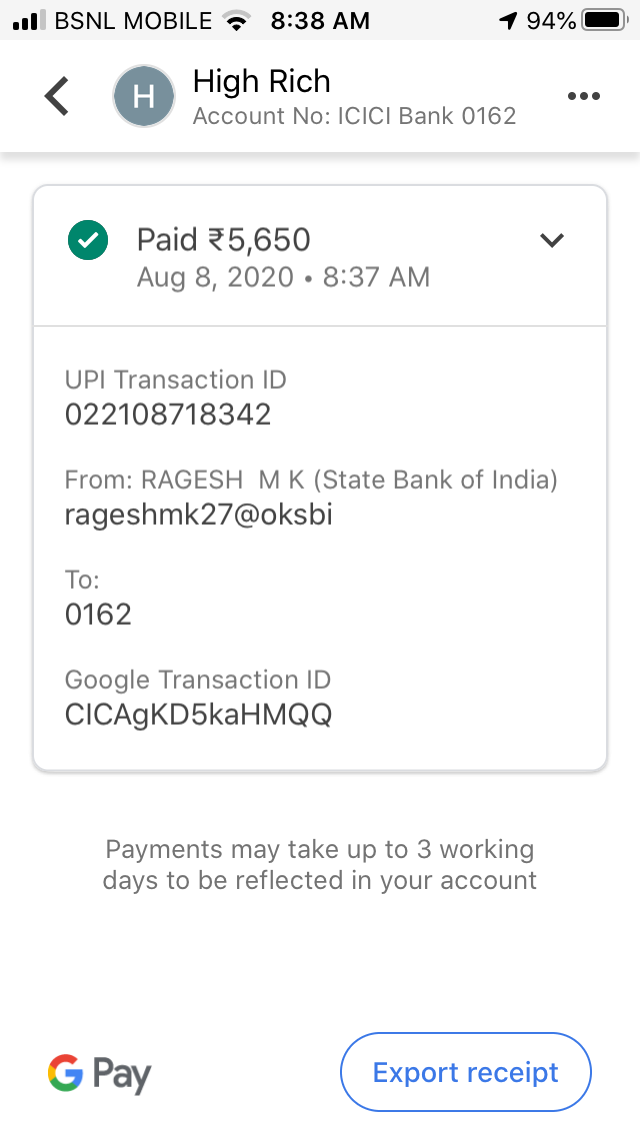 BSNL MOBILE 8:38 AM 94%
High Rich
H
Account No: ICICI Bank 0162
Paid ₹5,650
Aug 8, 2020 • 8:37 AM
UPI Transaction ID
022108718342
From: RAGESH  M K (State Bank of India)
rageshmk27@oksbi
To:
0162
Google Transaction ID
CICAgKD5kaHMQQ
Payments may take up to 3 working
days to be reflected in your account
G Pay
Export receipt